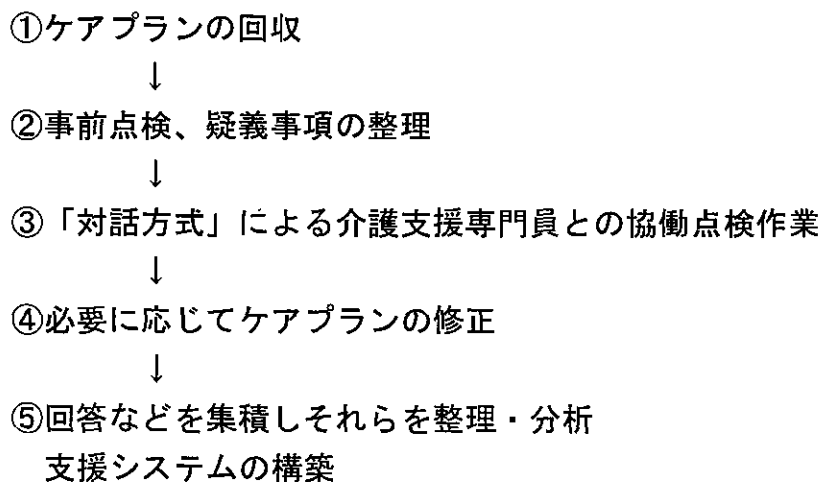 ①ケアプランの回収
↓
②事前点検、疑義事項の整理
↓
③「対話方式」による介護支援専門員との協働点検作業
↓
④必要に応じてケアプランの修正
↓
⑤回答などを集積しそれらを整理・分析
支援システムの構築